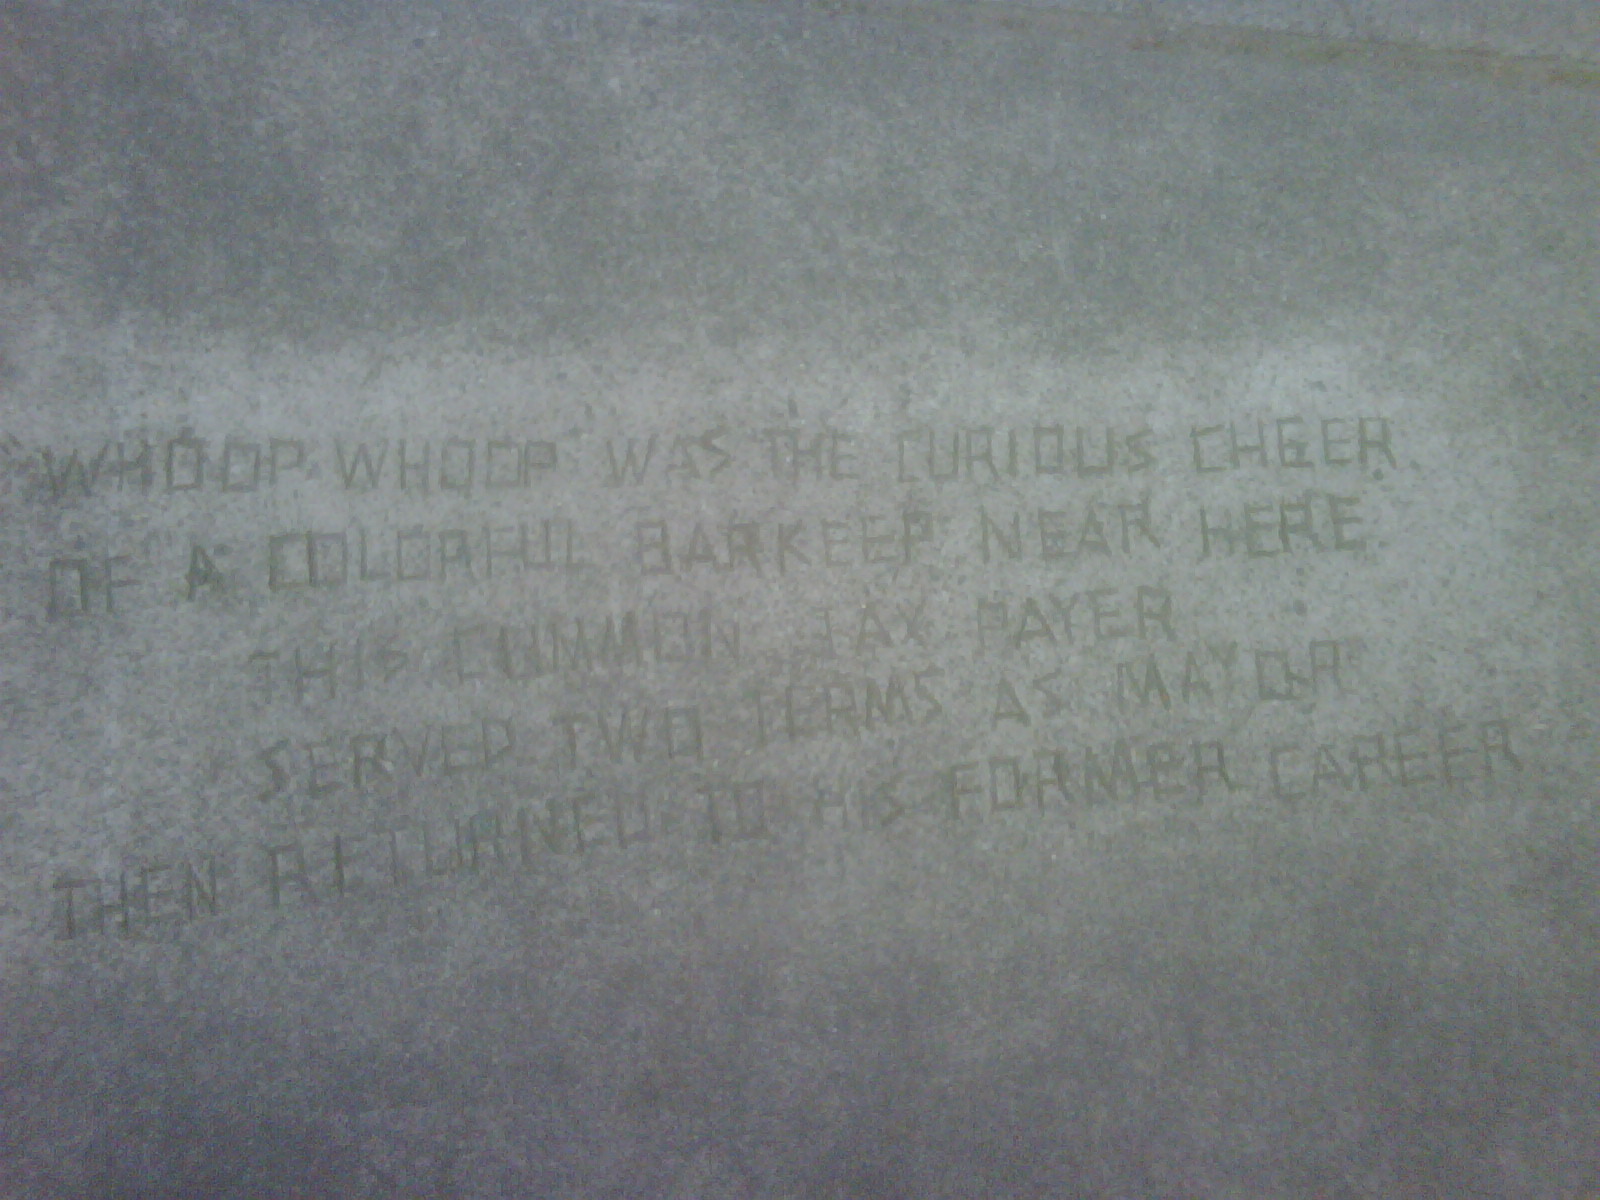 "WHOOP WHOOP" WAS THE CURIOUS CHEER
OF A COLORFUL BARKEEP NEAR HERE.
THIS COMMON TAX PAYER
SERVED TWO TERMS AS MAYOR
THEN RETURNED TO HIS FORMER CAREER